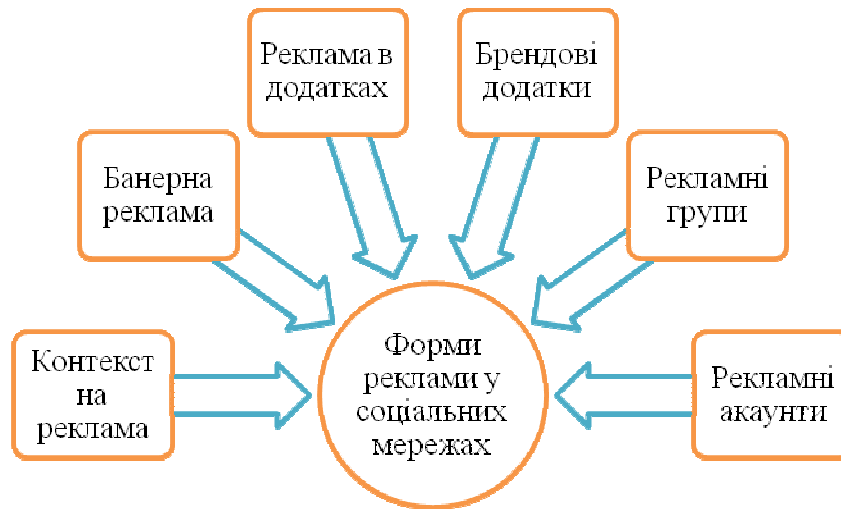 Реклама в
додатках
Брендові
додатки
Банерна
реклама
Рекламні
групи
Контекст
на
реклама
Форми
реклами у
соціальних
мережах
Рекламні
акаунти